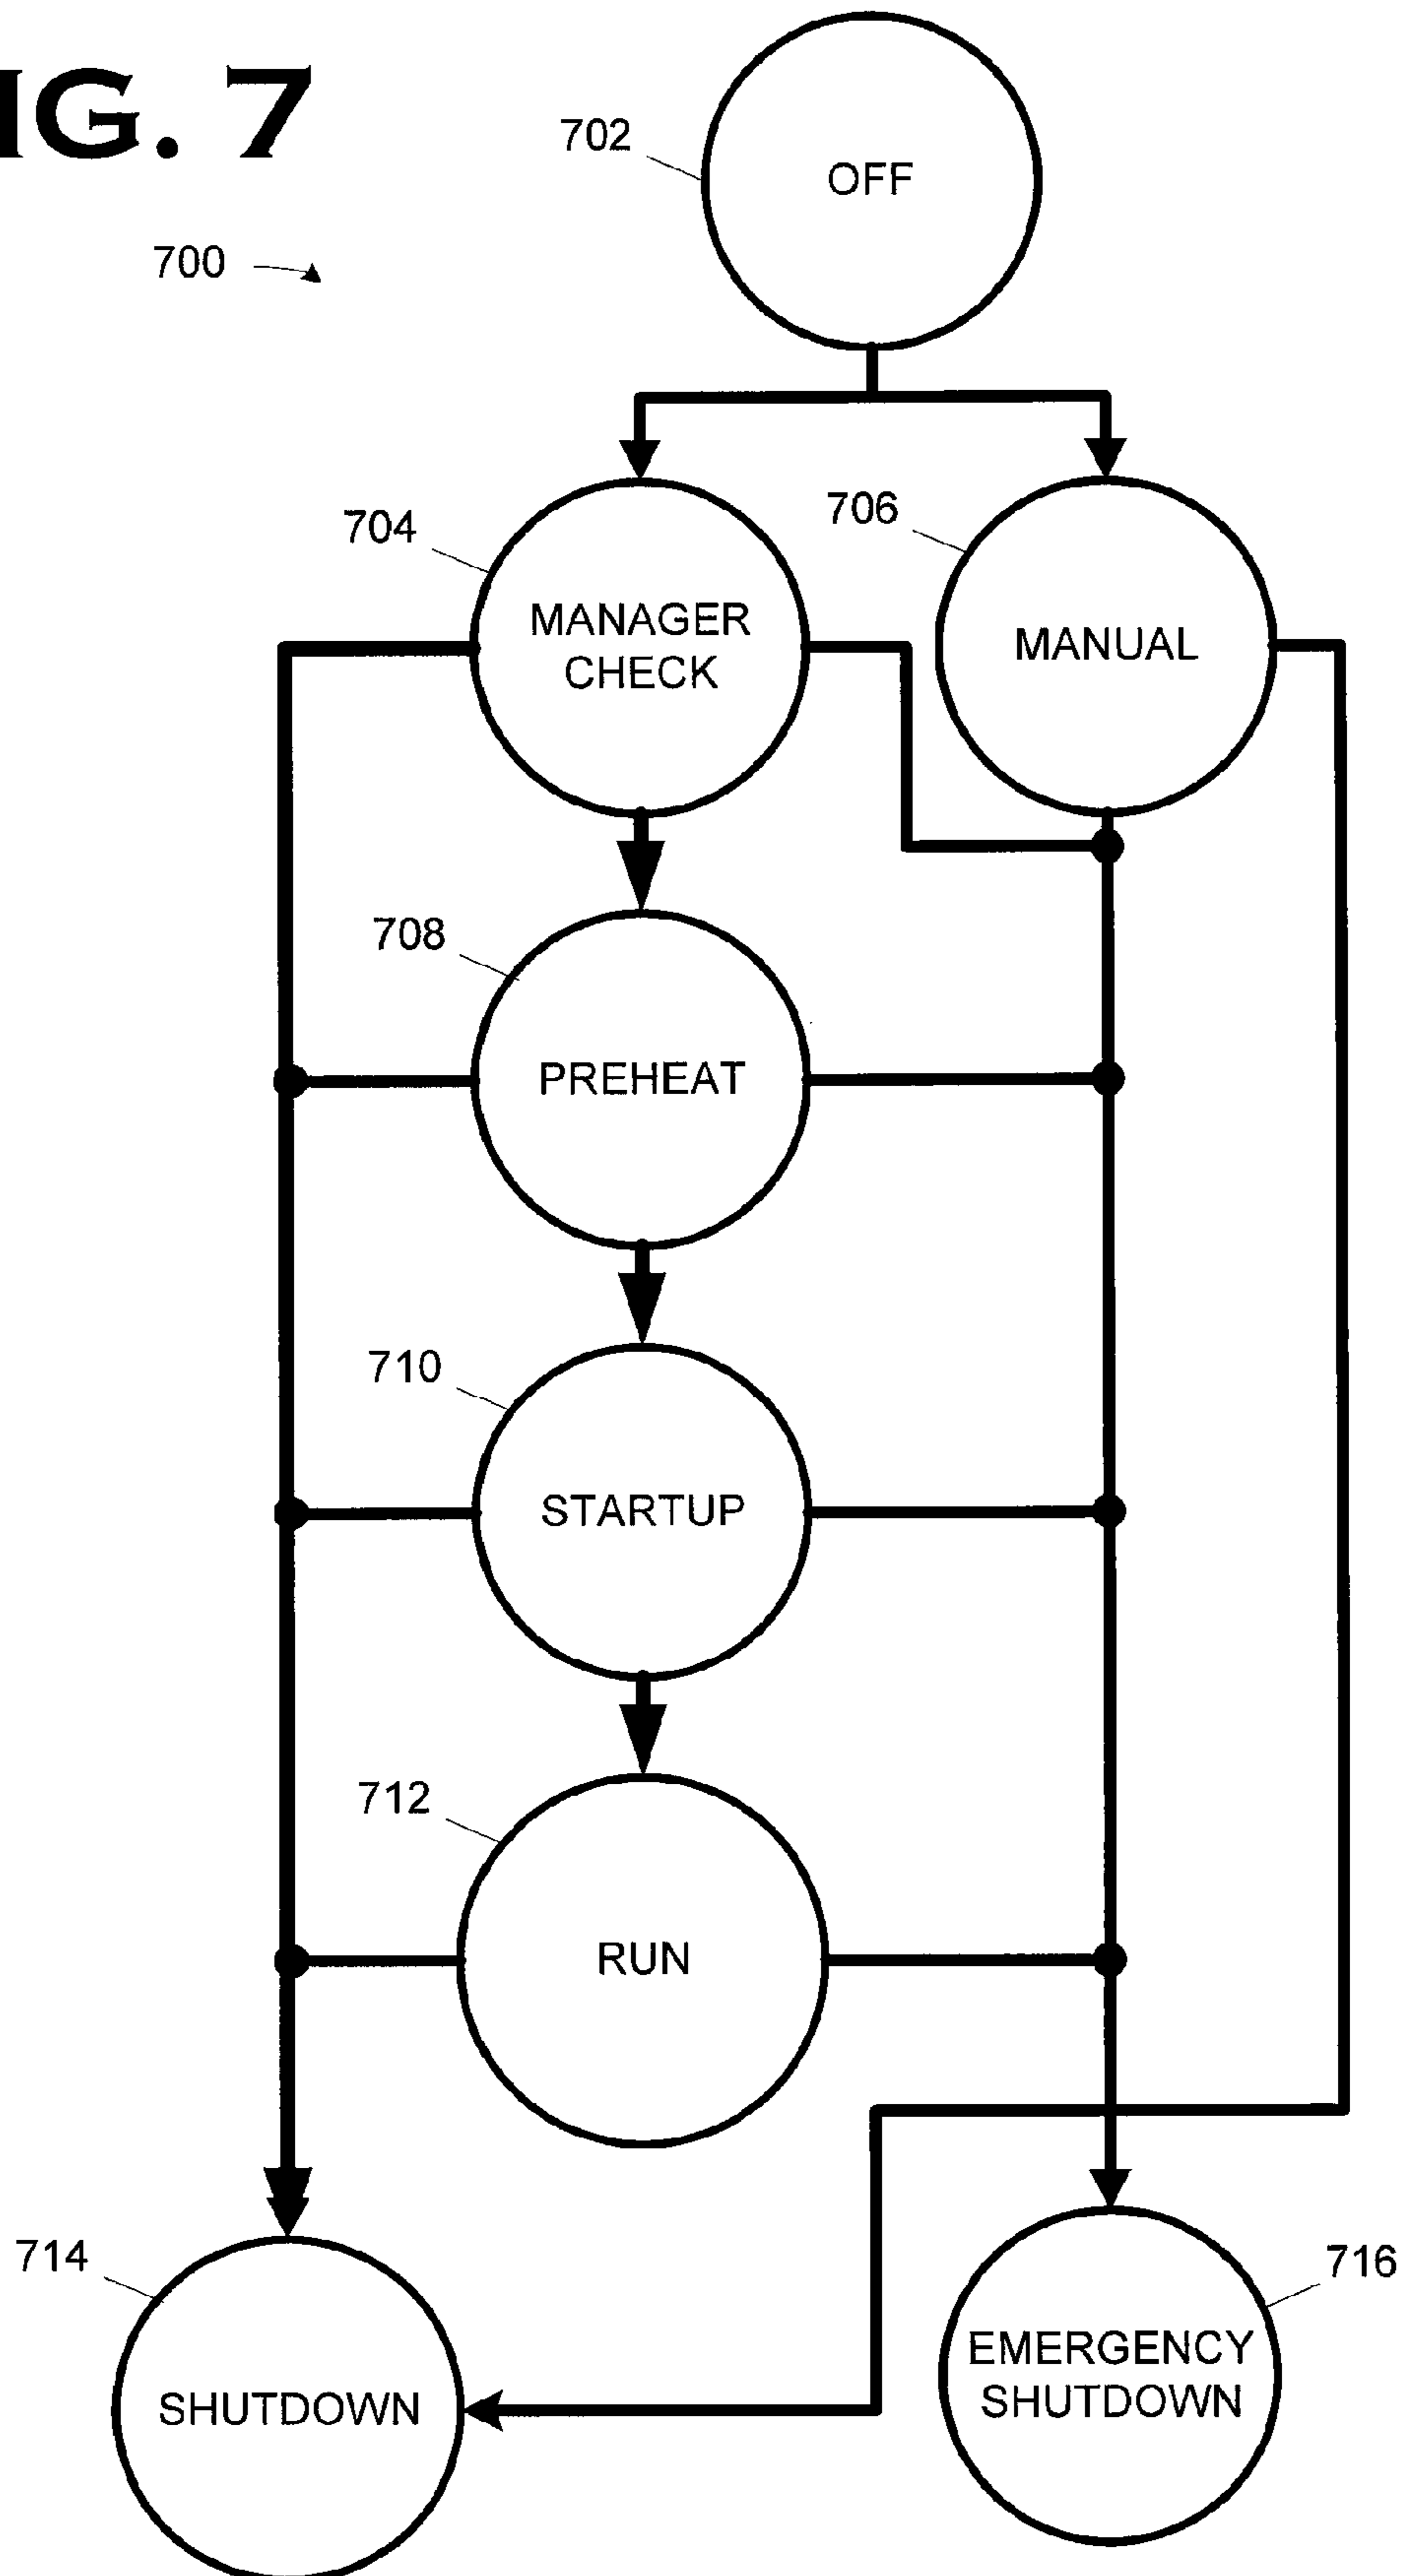 IG. 7
700
702
OFF
704
MANAGER
CHECK
706
MANUAL
708
PREHEAT
710
STARTUP
712
RUN
714
SHUTDOWN
716
EMERGENCY
SHUTDOWN